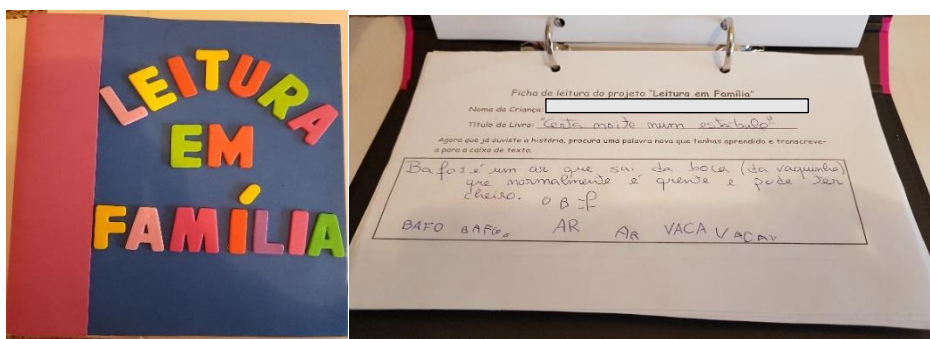 LEITURA
EM
FAMÍLIA
Ficha de leitura do projeto "Leitura em Família"
Nome da Criança:
Título do Livro: "Certa noite num estábulo"
Agora que já ouviste a história, procura uma palavra nova que tenhas aprendido e transcreve-
a para a caixa de texto.
Bafo: é um ar que sai da boca (da vaquinha)
que normalmente é quente e pode ter
cheiro.
BAFO BAFO AR AR VACA VACA